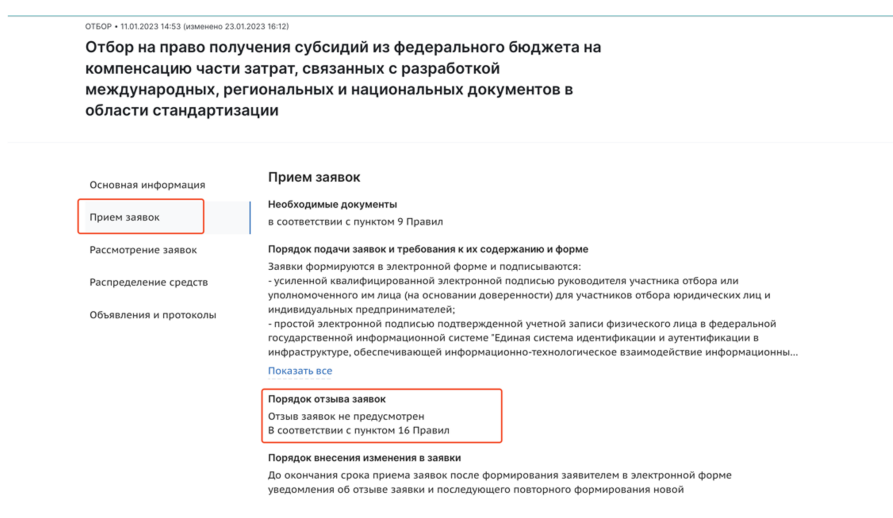 ОТБОР • 11.01.2023 14:53 (изменено 23.01.2023 16:12)
Отбор на право получения субсидий из федерального бюджета на
компенсацию части затрат, связанных с разработкой
международных, региональных и национальных документов в
области стандартизации
Основная информация
Прием заявок
Рассмотрение заявок
Распределение средств
Объявления и протоколы
Прием заявок
Необходимые документы
в соответствии с пунктом 9 Правил
Порядок подачи заявок и требования к их содержанию и форме
Заявки формируются в электронной форме и подписываются:
- усиленной квалифицированной электронной подписью руководителя участника отбора или
уполномоченного им лица (на основании доверенности) для участников отбора юридических лиц и
индивидуальных предпринимателей;
- простой электронной подписью подтвержденной учетной записи физического лица в федеральной
государственной информационной системе "Единая система идентификации и аутентификации в
инфраструктуре, обеспечивающей информационно-технологическое взаимодействие информационны...
Показать все
Порядок отзыва заявок
Отзыв заявок не предусмотрен
В соответствии с пунктом 16 Правил
Порядок внесения изменения в заявки
До окончания срока приема заявок после формирования заявителем в электронной форме
уведомления об отзыве заявки и последующего повторного формирования новой